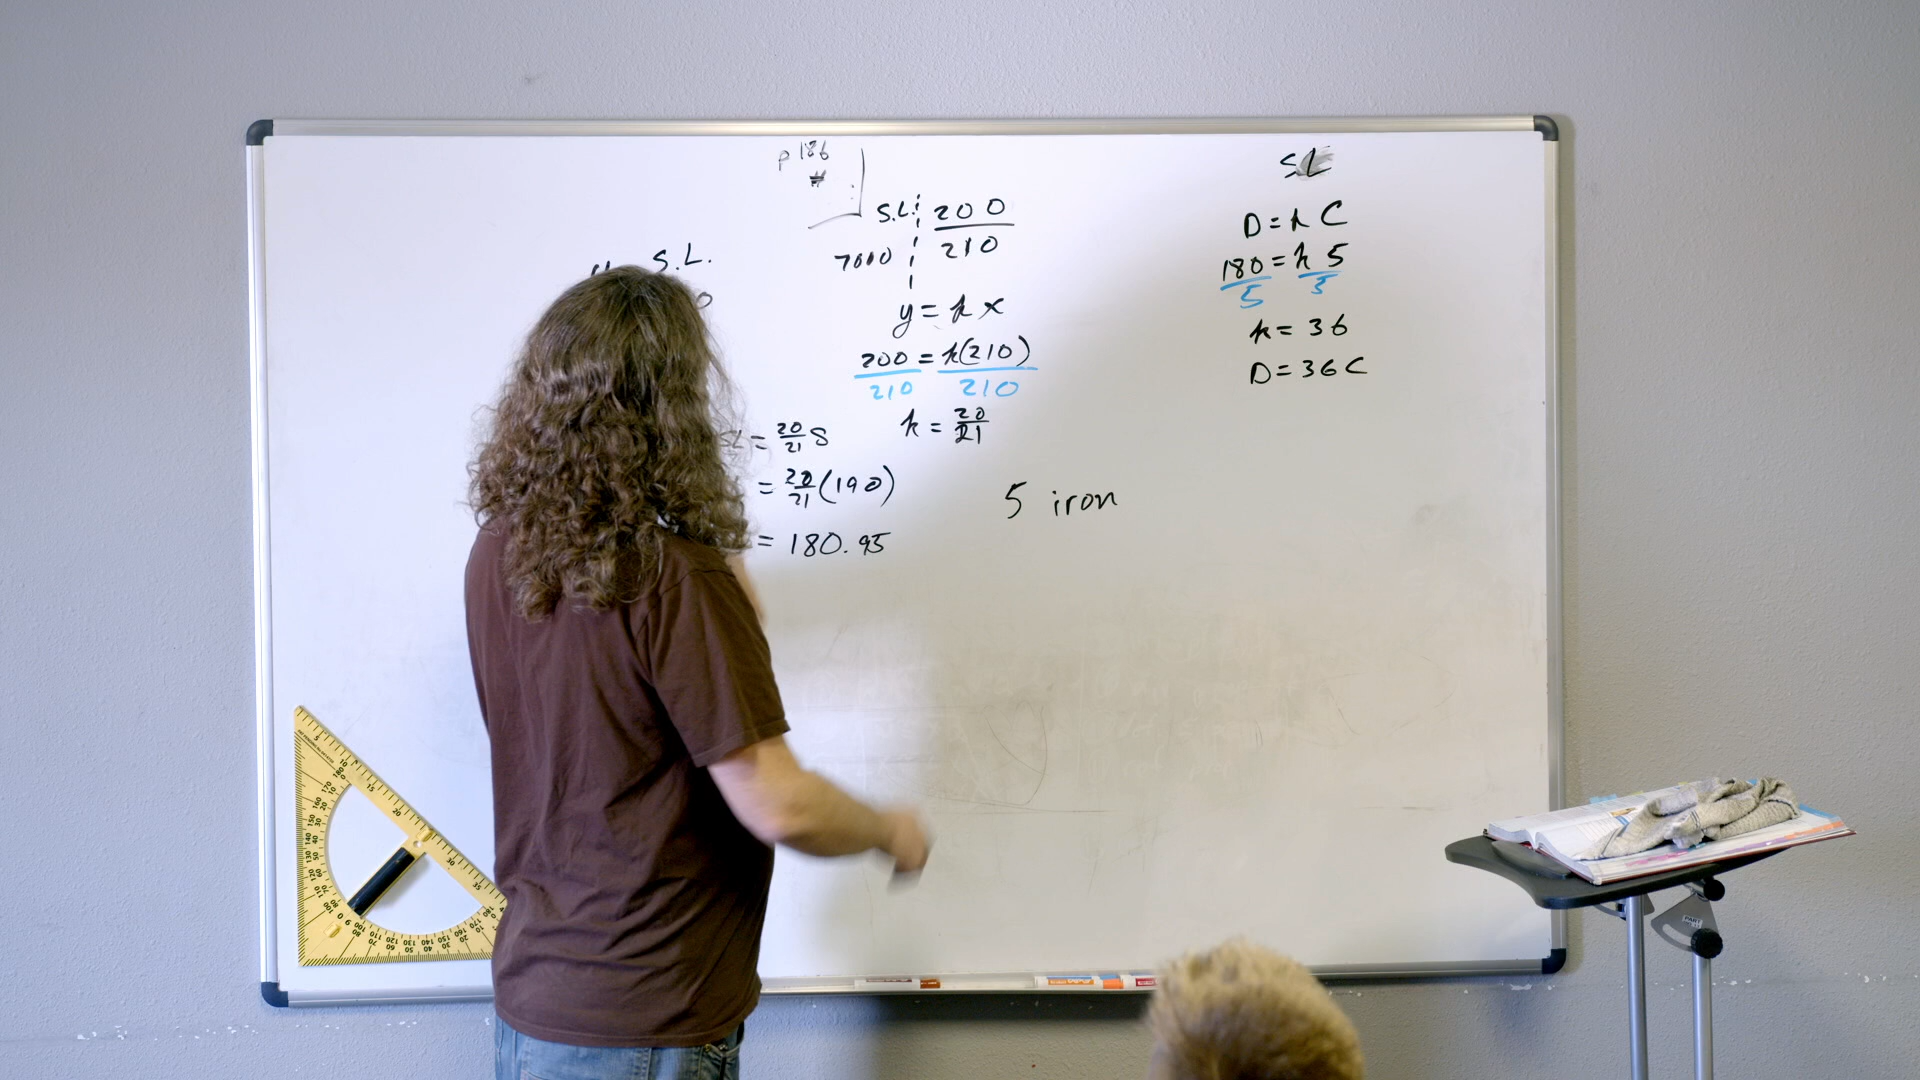 p 186
S.L. 200
7000 210
y = k x
200 = k(210)
210 210
k = 20/21
S.L.
SL = 20/21 S
= 20/21 (190)
= 180.95
5 iron
SL
D = k C
180 = k 5
5 5
k = 36
D = 36 C